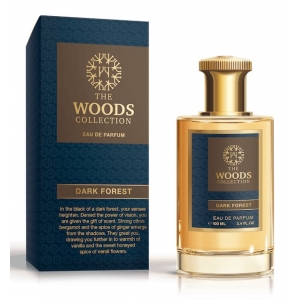 THE
WOODS
COLLECTION
EAU DE PARFUM
DARK FOREST
in the black of a dark forest, your senses
heighten. Denied the power of vision, you
are given the gift of scent. Strong citrus
bergamot and the spice of ginger emerge
from the shadows. They greet you,
drawing you further in to warmth of
vanilla and the sweet honeyed
spice of neroli flowers.
THE
WOODS
COLLECTION
DARK FOREST
EAU DE PARFUM
100 ML 3.4 FL.OZ